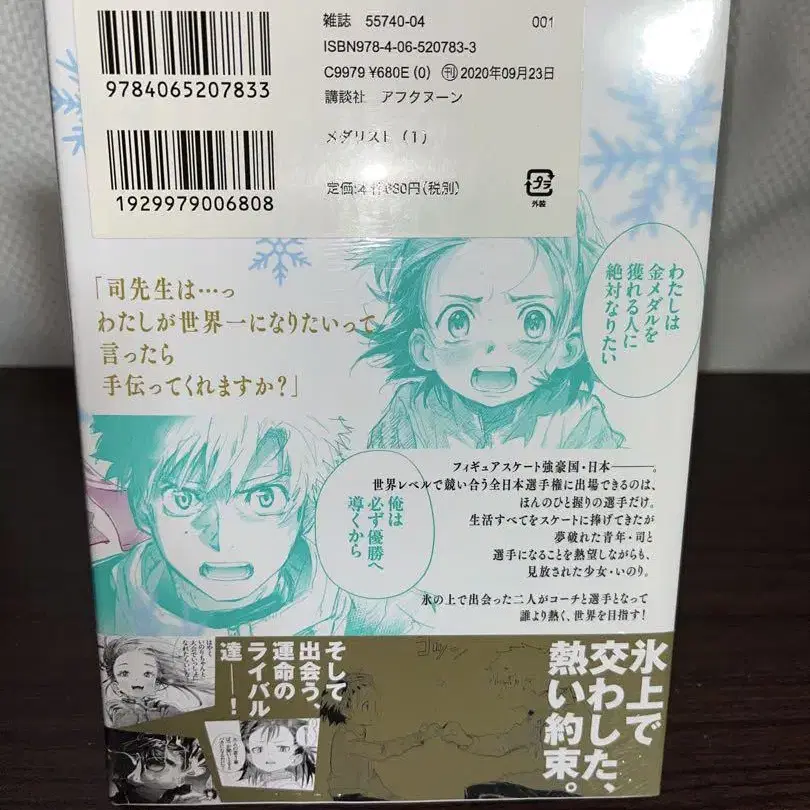 雑誌 55740-04 001
ISBN978-4-06-520783-3
C9979 ¥680E (0) ㊗刊 2020年09月23日
講談社 アフタヌーン
メダリスト(1)
定価:本体680円(税別)
プラ
外装
9784065207833
1929979006808
わたしは
金メダルを
獲れる人に
絶対なりたい
「司先生は…っ
わたしが世界一になりたいって
言ったら
手伝ってくれますか?」
俺は
必ず優勝へ
導くから
フィギュアスケート強豪国・日本――。
世界レベルで競い合う全日本選手権に出場できるのは、
ほんのひと握りの選手だけ。
生活すべてをスケートに捧げてきたが
夢破れた青年・司と
選手になることを熱望しながらも、
見放された少女・いのり。
氷の上で出会った二人がコーチと選手となって
誰より熱く、世界を目指す!
氷上で
交わした、
熱い約束。
そして
出会う、
運命の
ライバル
達――!